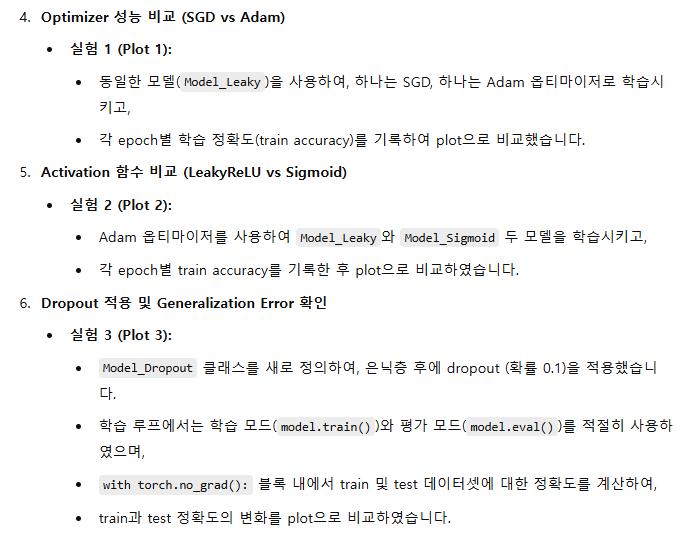 4. Optimizer 성능 비교 (SGD vs Adam)
• 실험 1 (Plot 1):
• 동일한 모델(Model_Leaky)을 사용하여, 하나는 SGD, 하나는 Adam 옵티마이저로 학습시
키고,
• 각 epoch별 학습 정확도(train accuracy)를 기록하여 plot으로 비교했습니다.
5. Activation 함수 비교 (LeakyReLU vs Sigmoid)
• 실험 2 (Plot 2):
• Adam 옵티마이저를 사용하여 Model_Leaky와 Model_Sigmoid 두 모델을 학습시키고,
• 각 epoch별 train accuracy를 기록한 후 plot으로 비교하였습니다.
6. Dropout 적용 및 Generalization Error 확인
• 실험 3 (Plot 3):
• Model_Dropout 클래스를 새로 정의하여, 은닉층 후에 dropout (확률 0.1)을 적용했습니
다.
• 학습 루프에서는 학습 모드(model.train())와 평가 모드(model.eval())를 적절히 사용하
였으며,
• with torch.no_grad(): 블록 내에서 train 및 test 데이터셋에 대한 정확도를 계산하여,
• train과 test 정확도의 변화를 plot으로 비교하였습니다.